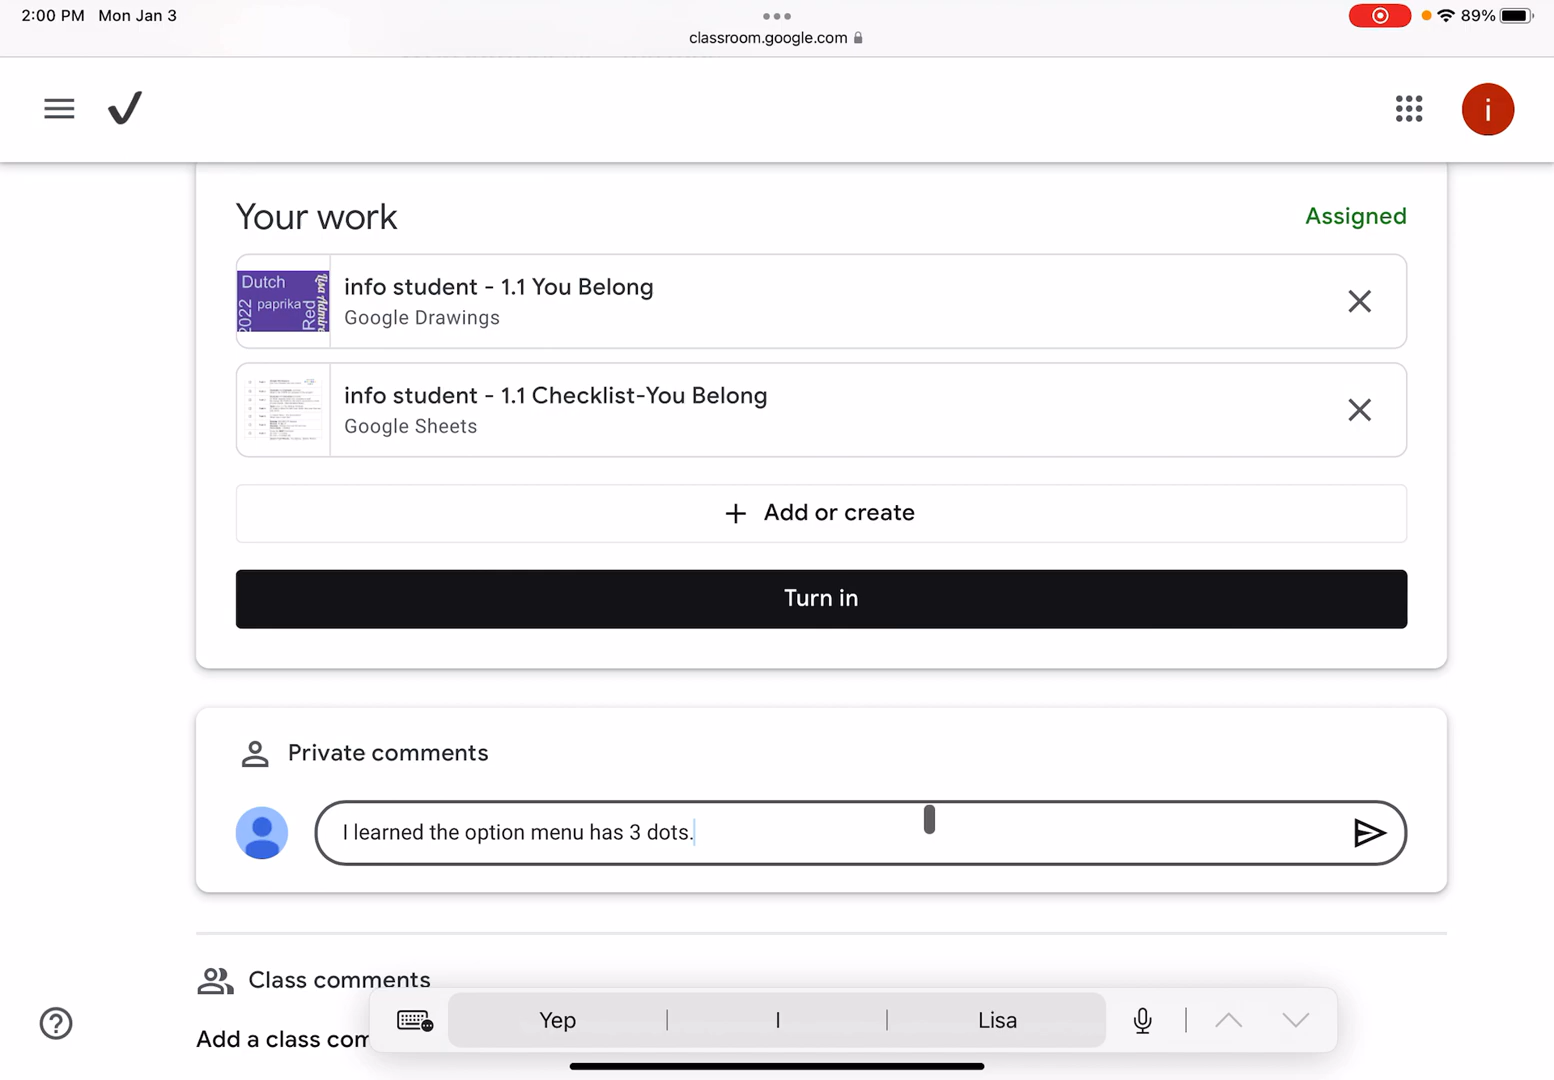 2:00 PM Mon Jan 3
89%
classroom.google.com
i
Your work
Assigned
Dutch
paprika
2022
Red
Lisa Admire
info student - 1.1 You Belong
Google Drawings
info student - 1.1 Checklist-You Belong
Google Sheets
+ Add or create
Turn in
Private comments
I learned the option menu has 3 dots.
Class comments
Add a class com
Yep
I
Lisa